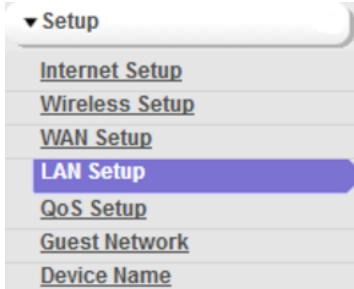 Setup
Internet Setup
Wireless Setup
WAN Setup
LAN Setup
QoS Setup
Guest Network
Device Name